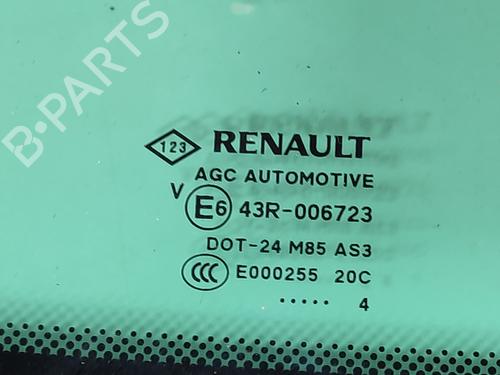 B-PARTS
123 RENAULT
AGC AUTOMOTIVE
V E6 43R-006723
DOT-24 M85 AS3
CCC E000255 20C
..... 4